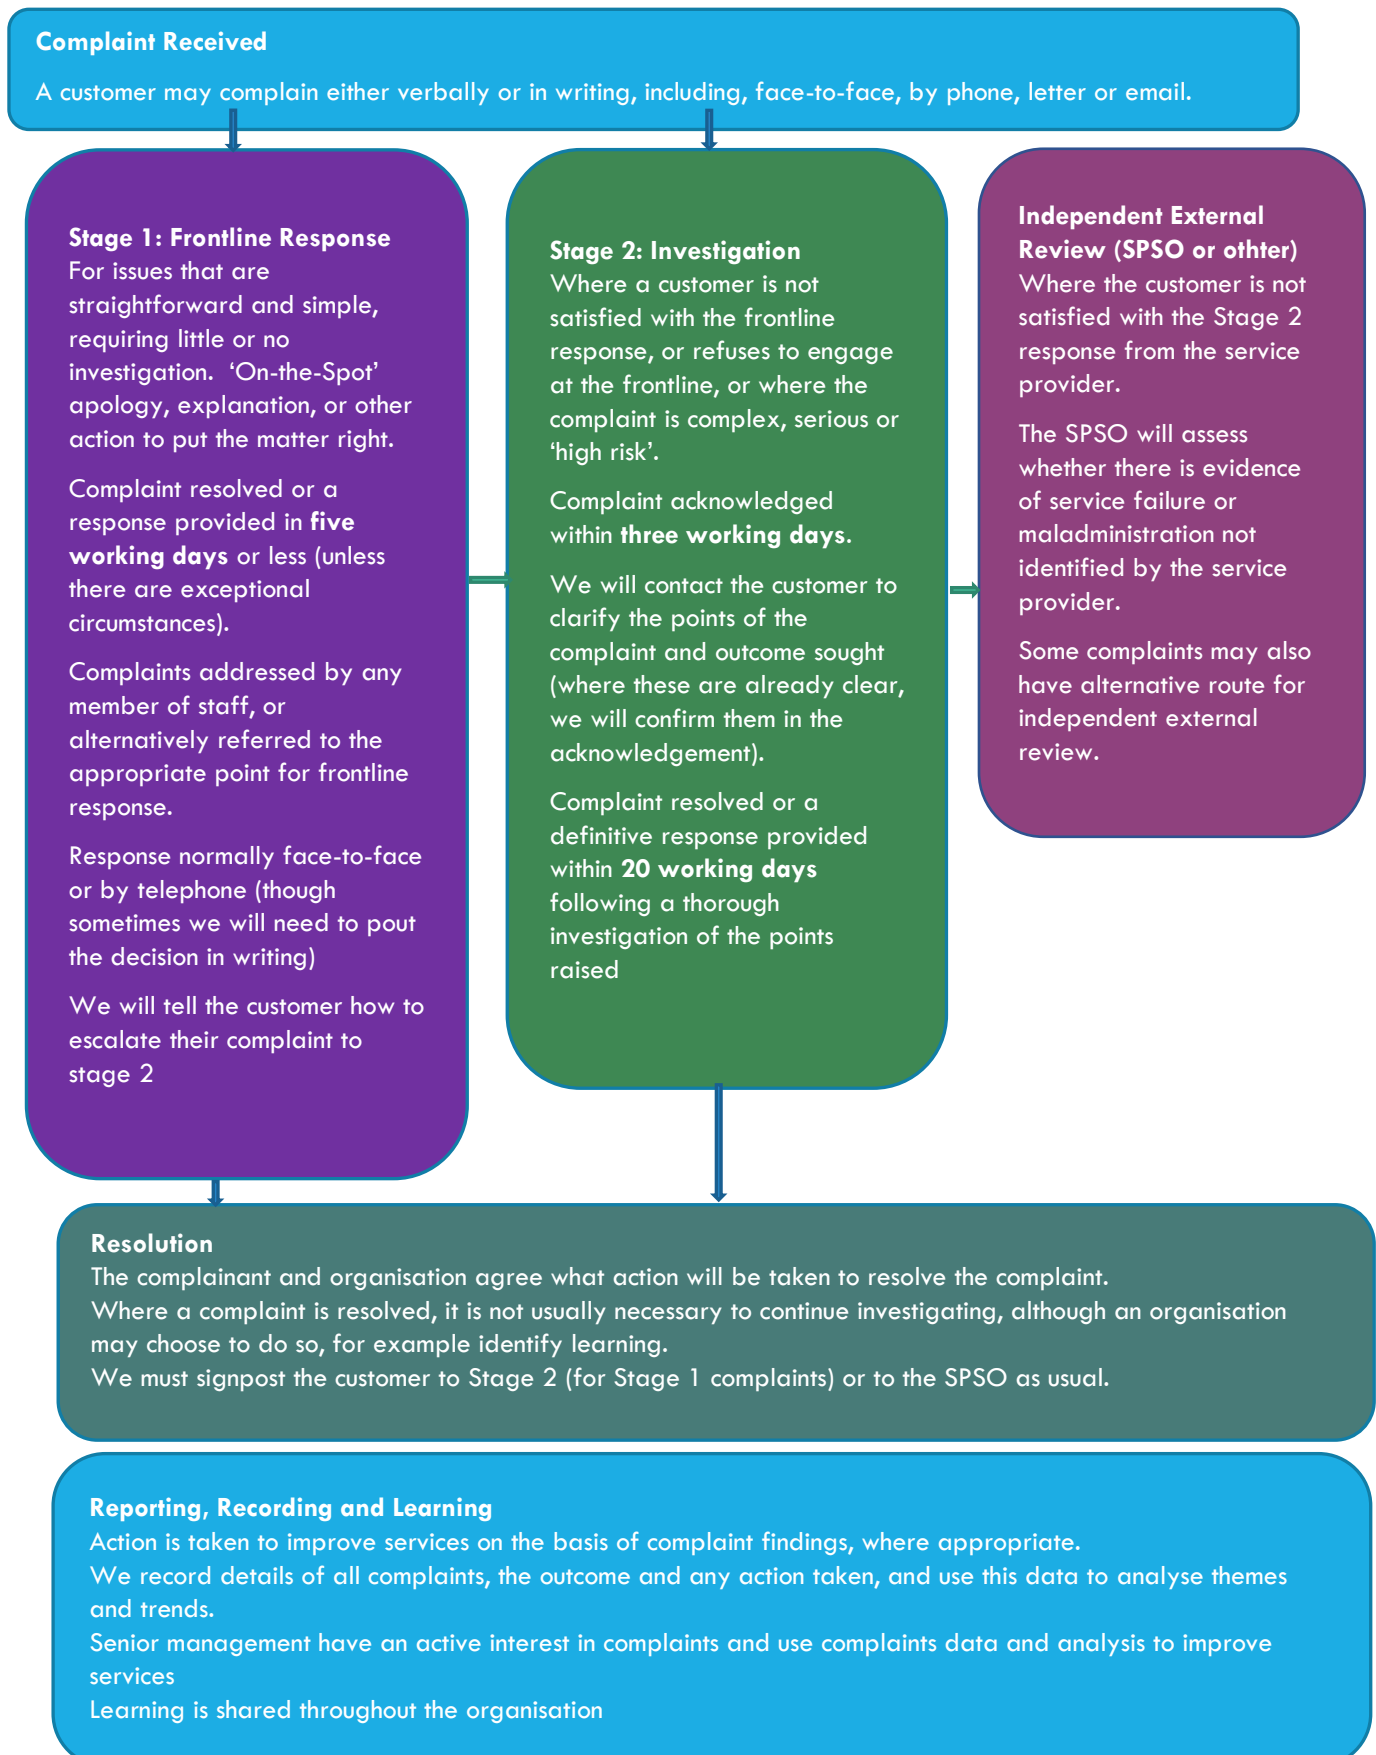 Complaint Received
A customer may complain either verbally or in writing, including, face-to-face, by phone, letter or email.
Stage 1: Frontline Response
For issues that are
straightforward and simple,
requiring little or no
investigation.  ‘On-the-Spot’
apology, explanation, or other
action to put the matter right.
Complaint resolved or a
response provided in five
working days or less (unless
there are exceptional
circumstances).
Complaints addressed by any
member of staff, or
alternatively referred to the
appropriate point for frontline
response.
Response normally face-to-face
or by telephone (though
sometimes we will need to pout
the decision in writing)
We will tell the customer how to
escalate their complaint to
stage 2
Stage 2: Investigation
Where a customer is not
satisfied with the frontline
response, or refuses to engage
at the frontline, or where the
complaint is complex, serious or
‘high risk’.
Complaint acknowledged
within three working days.
We will contact the customer to
clarify the points of the
complaint and outcome sought
(where these are already clear,
we will confirm them in the
acknowledgement).
Complaint resolved or a
definitive response provided
within 20 working days
following a thorough
investigation of the points
raised
Independent External
Review (SPSO or othter)
Where the customer is not
satisfied with the Stage 2
response from the service
provider.
The SPSO will assess
whether there is evidence
of service failure or
maladministration not
identified by the service
provider.
Some complaints may also
have alternative route for
independent external
review.
Resolution
The complainant and organisation agree what action will be taken to resolve the complaint.
Where a complaint is resolved, it is not usually necessary to continue investigating, although an organisation
may choose to do so, for example identify learning.
We must signpost the customer to Stage 2 (for Stage 1 complaints) or to the SPSO as usual.
Reporting, Recording and Learning
Action is taken to improve services on the basis of complaint findings, where appropriate.
We record details of all complaints, the outcome and any action taken, and use this data to analyse themes
and trends.
Senior management have an active interest in complaints and use complaints data and analysis to improve
services
Learning is shared throughout the organisation